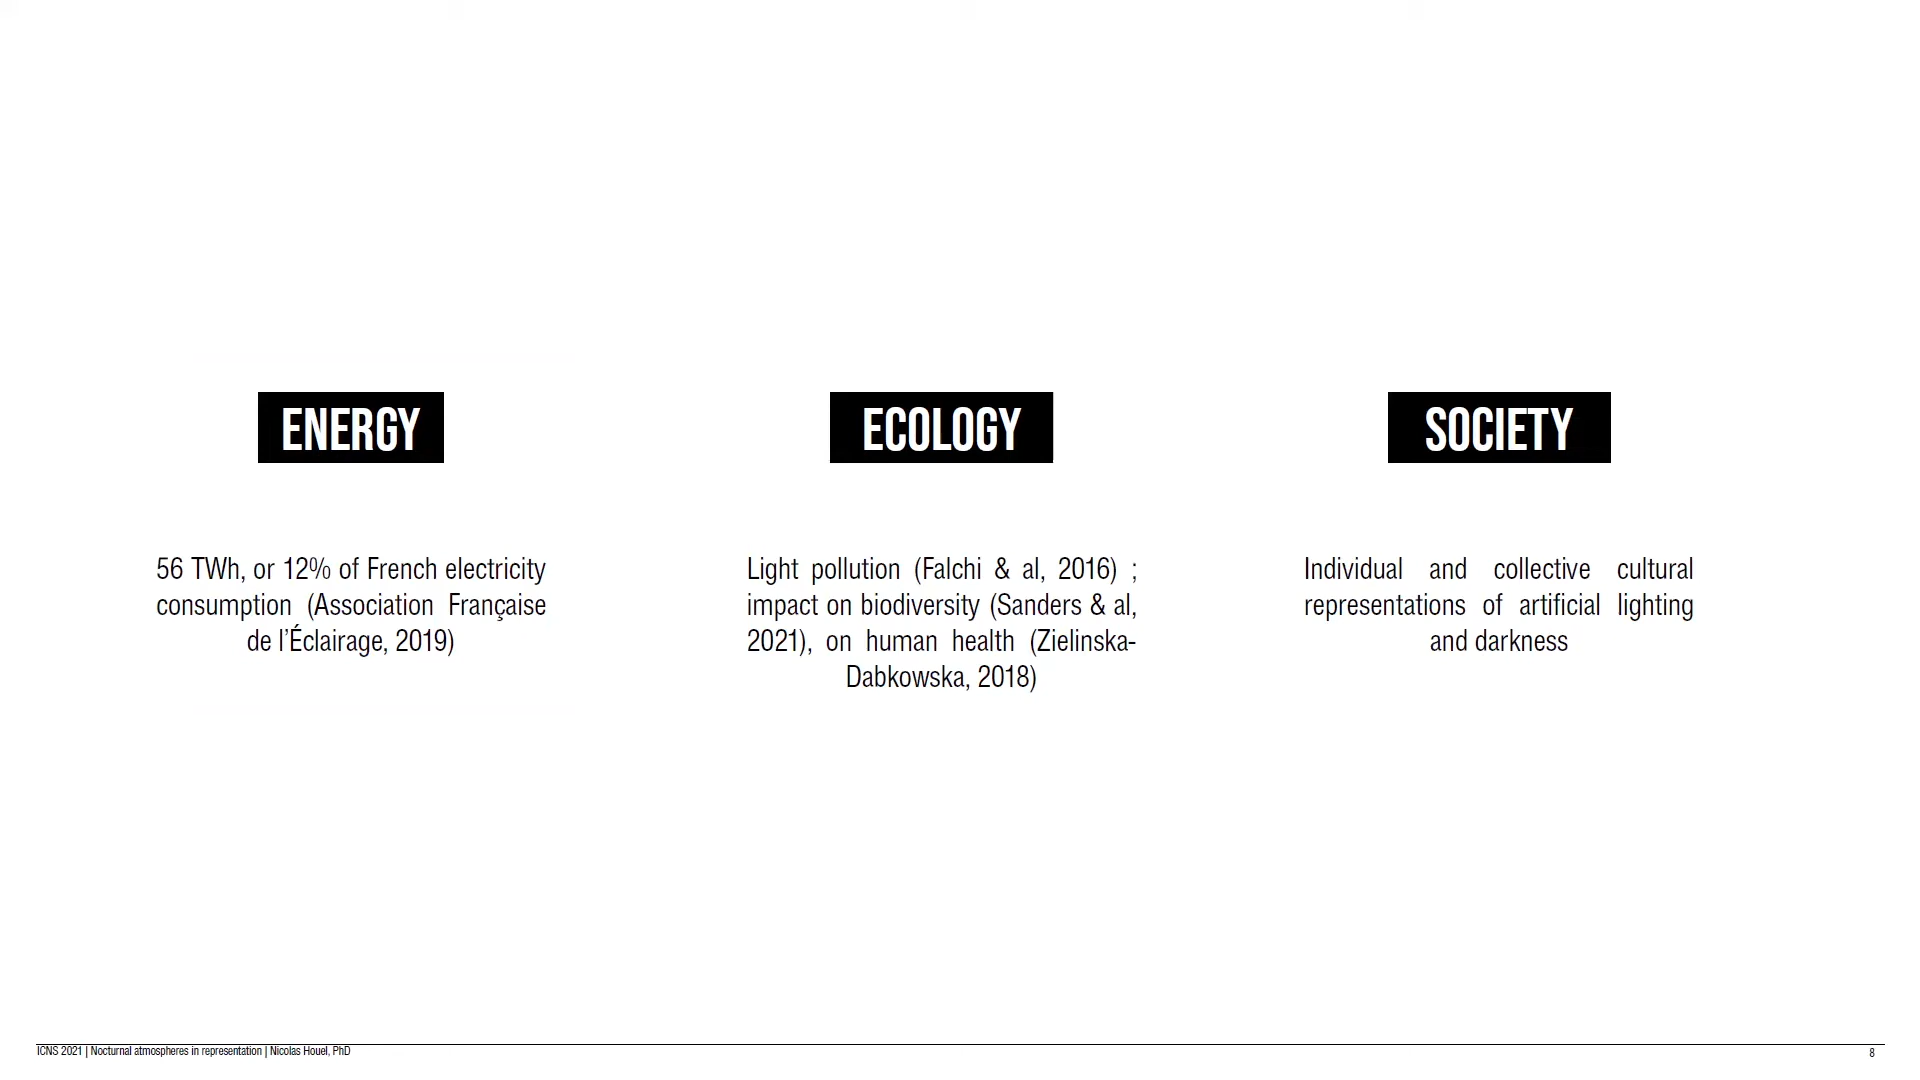 ENERGY
56 TWh, or 12% of French electricity
consumption (Association Française
de l’Éclairage, 2019)
ECOLOGY
Light pollution (Falchi & al, 2016) ;
impact on biodiversity (Sanders & al,
2021), on human health (Zielinska-
Dabkowska, 2018)
SOCIETY
Individual and collective cultural
representations of artificial lighting
and darkness
ICNS 2021 | Nocturnal atmospheres in representation | Nicolas Houel, PhD
8